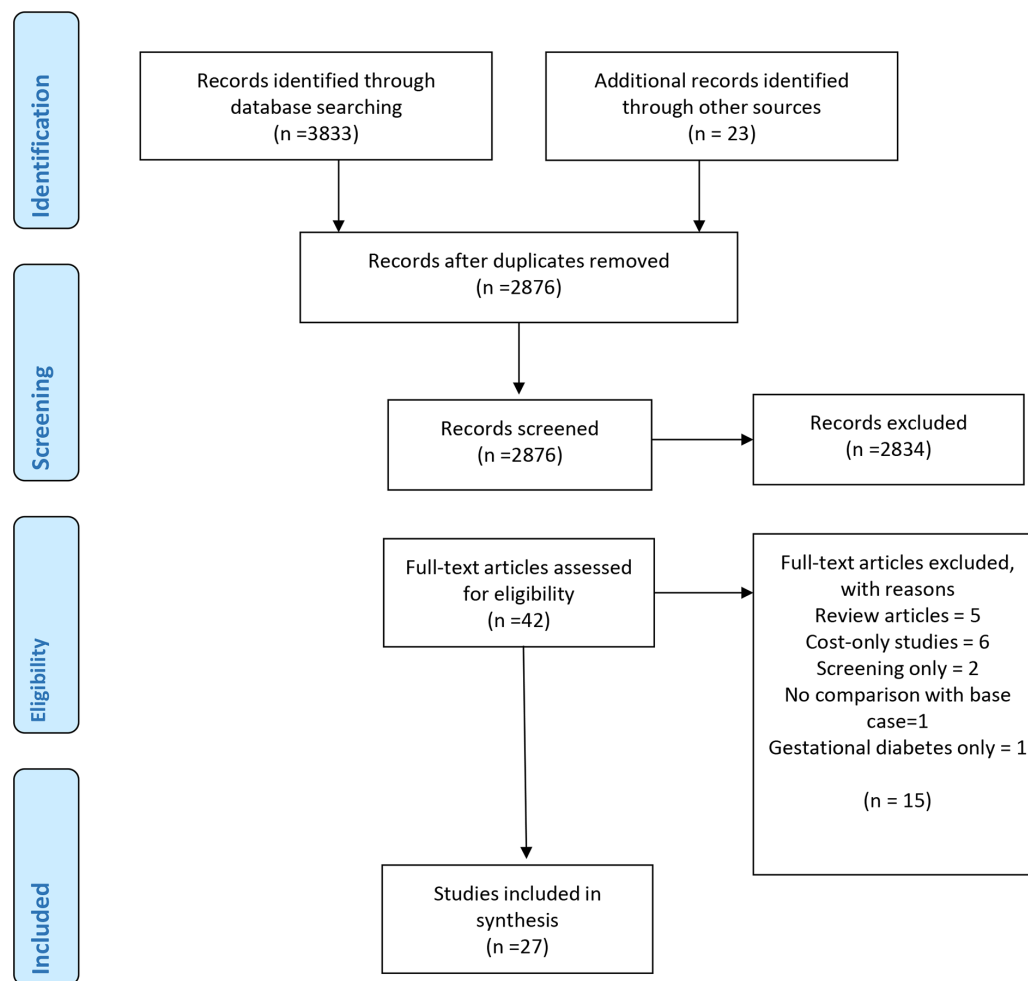 Identification
Records identified through
database searching
(n =3833)
Additional records identified
through other sources
(n = 23)
Records after duplicates removed
(n =2876)
Screening
Records screened
(n =2876)
Records excluded
(n =2834)
Eligibility
Full-text articles assessed
for eligibility
(n =42)
Full-text articles excluded,
with reasons
Review articles = 5
Cost-only studies = 6
Screening only = 2
No comparison with base
case=1
Gestational diabetes only = 1
(n = 15)
Included
Studies included in
synthesis
(n =27)